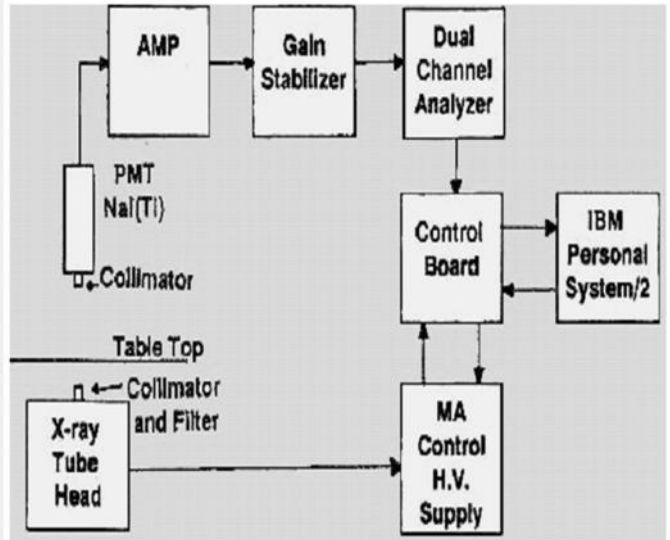 AMP
Gain
Stabilizer
Dual
Channel
Analyzer
PMT
NaI(Ti)
Collimator
Control
Board
IBM
Personal
System/2
Table Top
Collimator
and Filter
X-ray
Tube
Head
MA
Control
H.V.
Supply